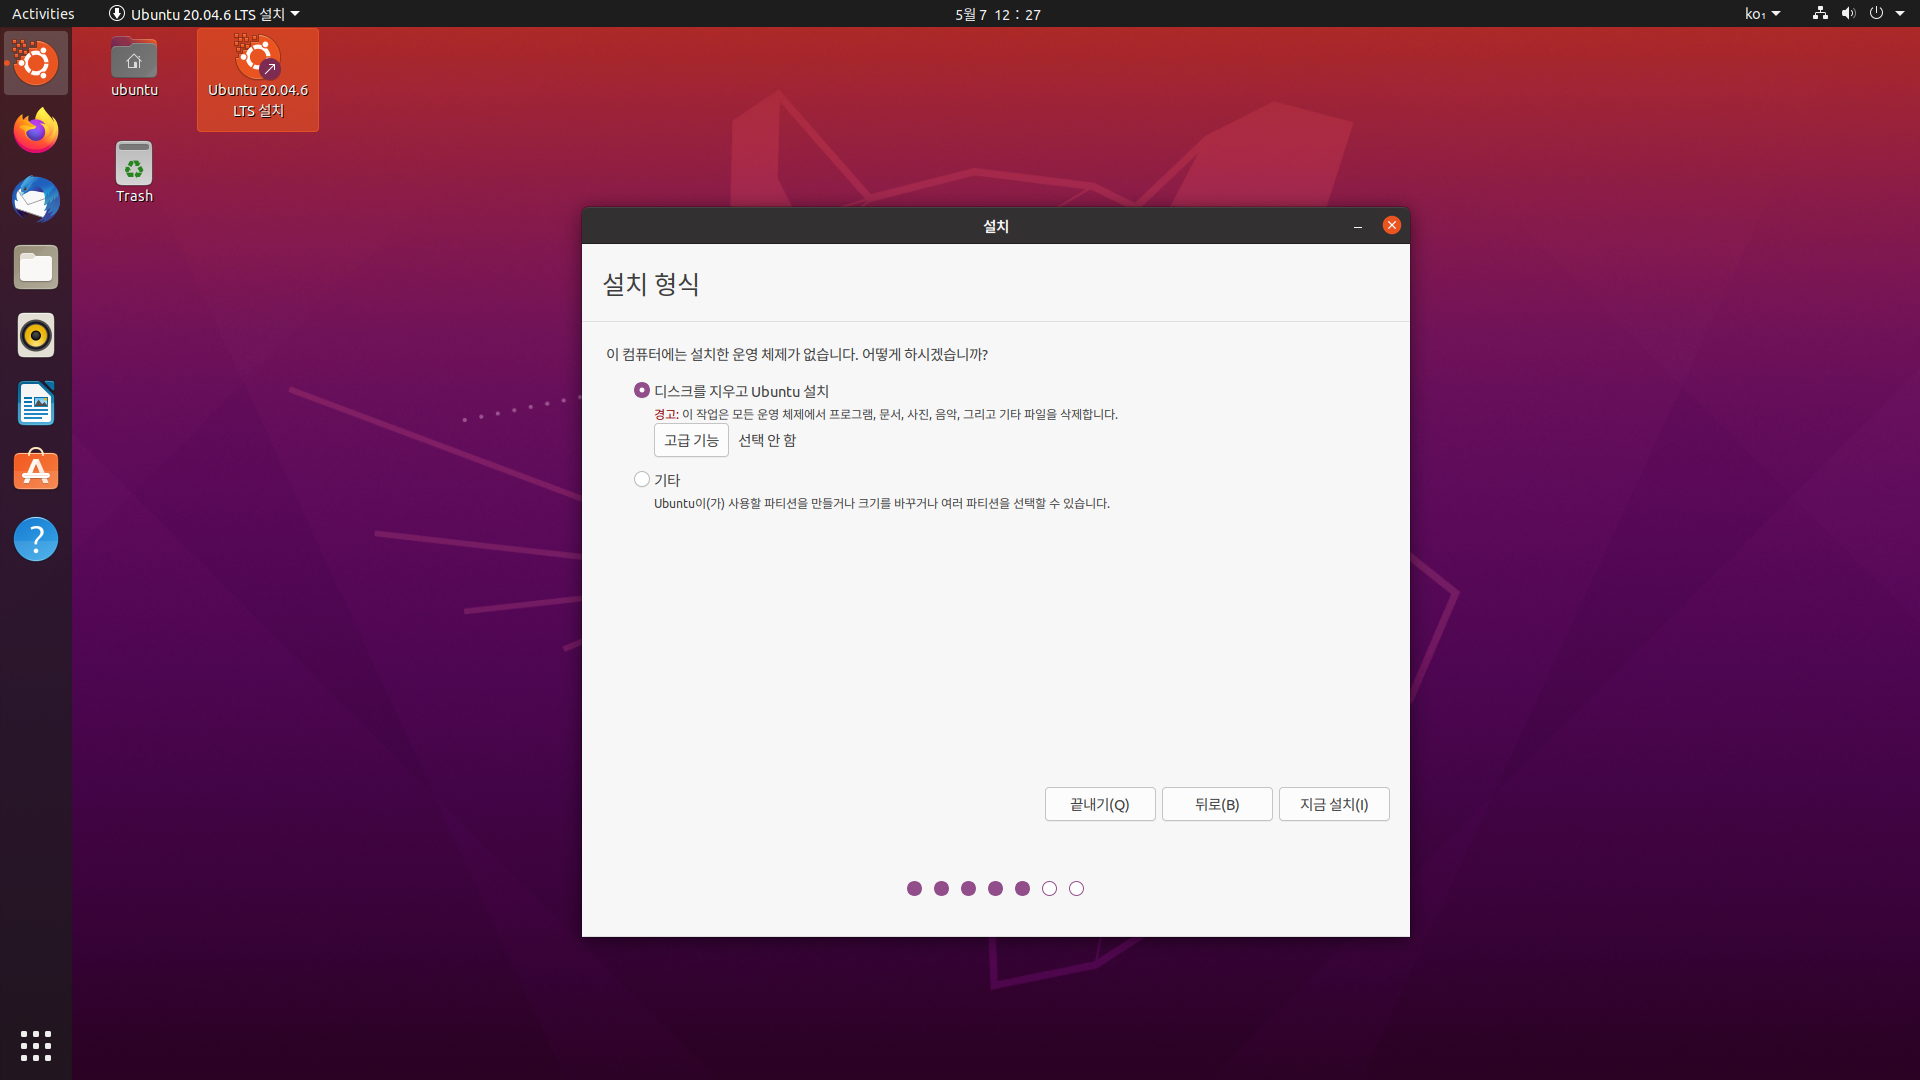 Activities
Ubuntu 20.04.6 LTS 설치
5월 7 12 : 27
ko₁
ubuntu
Ubuntu 20.04.6
LTS 설치
Trash
설치
설치 형식
이 컴퓨터에는 설치한 운영 체제가 없습니다. 어떻게 하시겠습니까?
디스크를 지우고 Ubuntu 설치
경고: 이 작업은 모든 운영 체제에서 프로그램, 문서, 사진, 음악, 그리고 기타 파일을 삭제합니다.
고급 기능 선택 안 함
기타
Ubuntu이(가) 사용할 파티션을 만들거나 크기를 바꾸거나 여러 파티션을 선택할 수 있습니다.
끝내기(Q) 뒤로(B) 지금 설치(I)